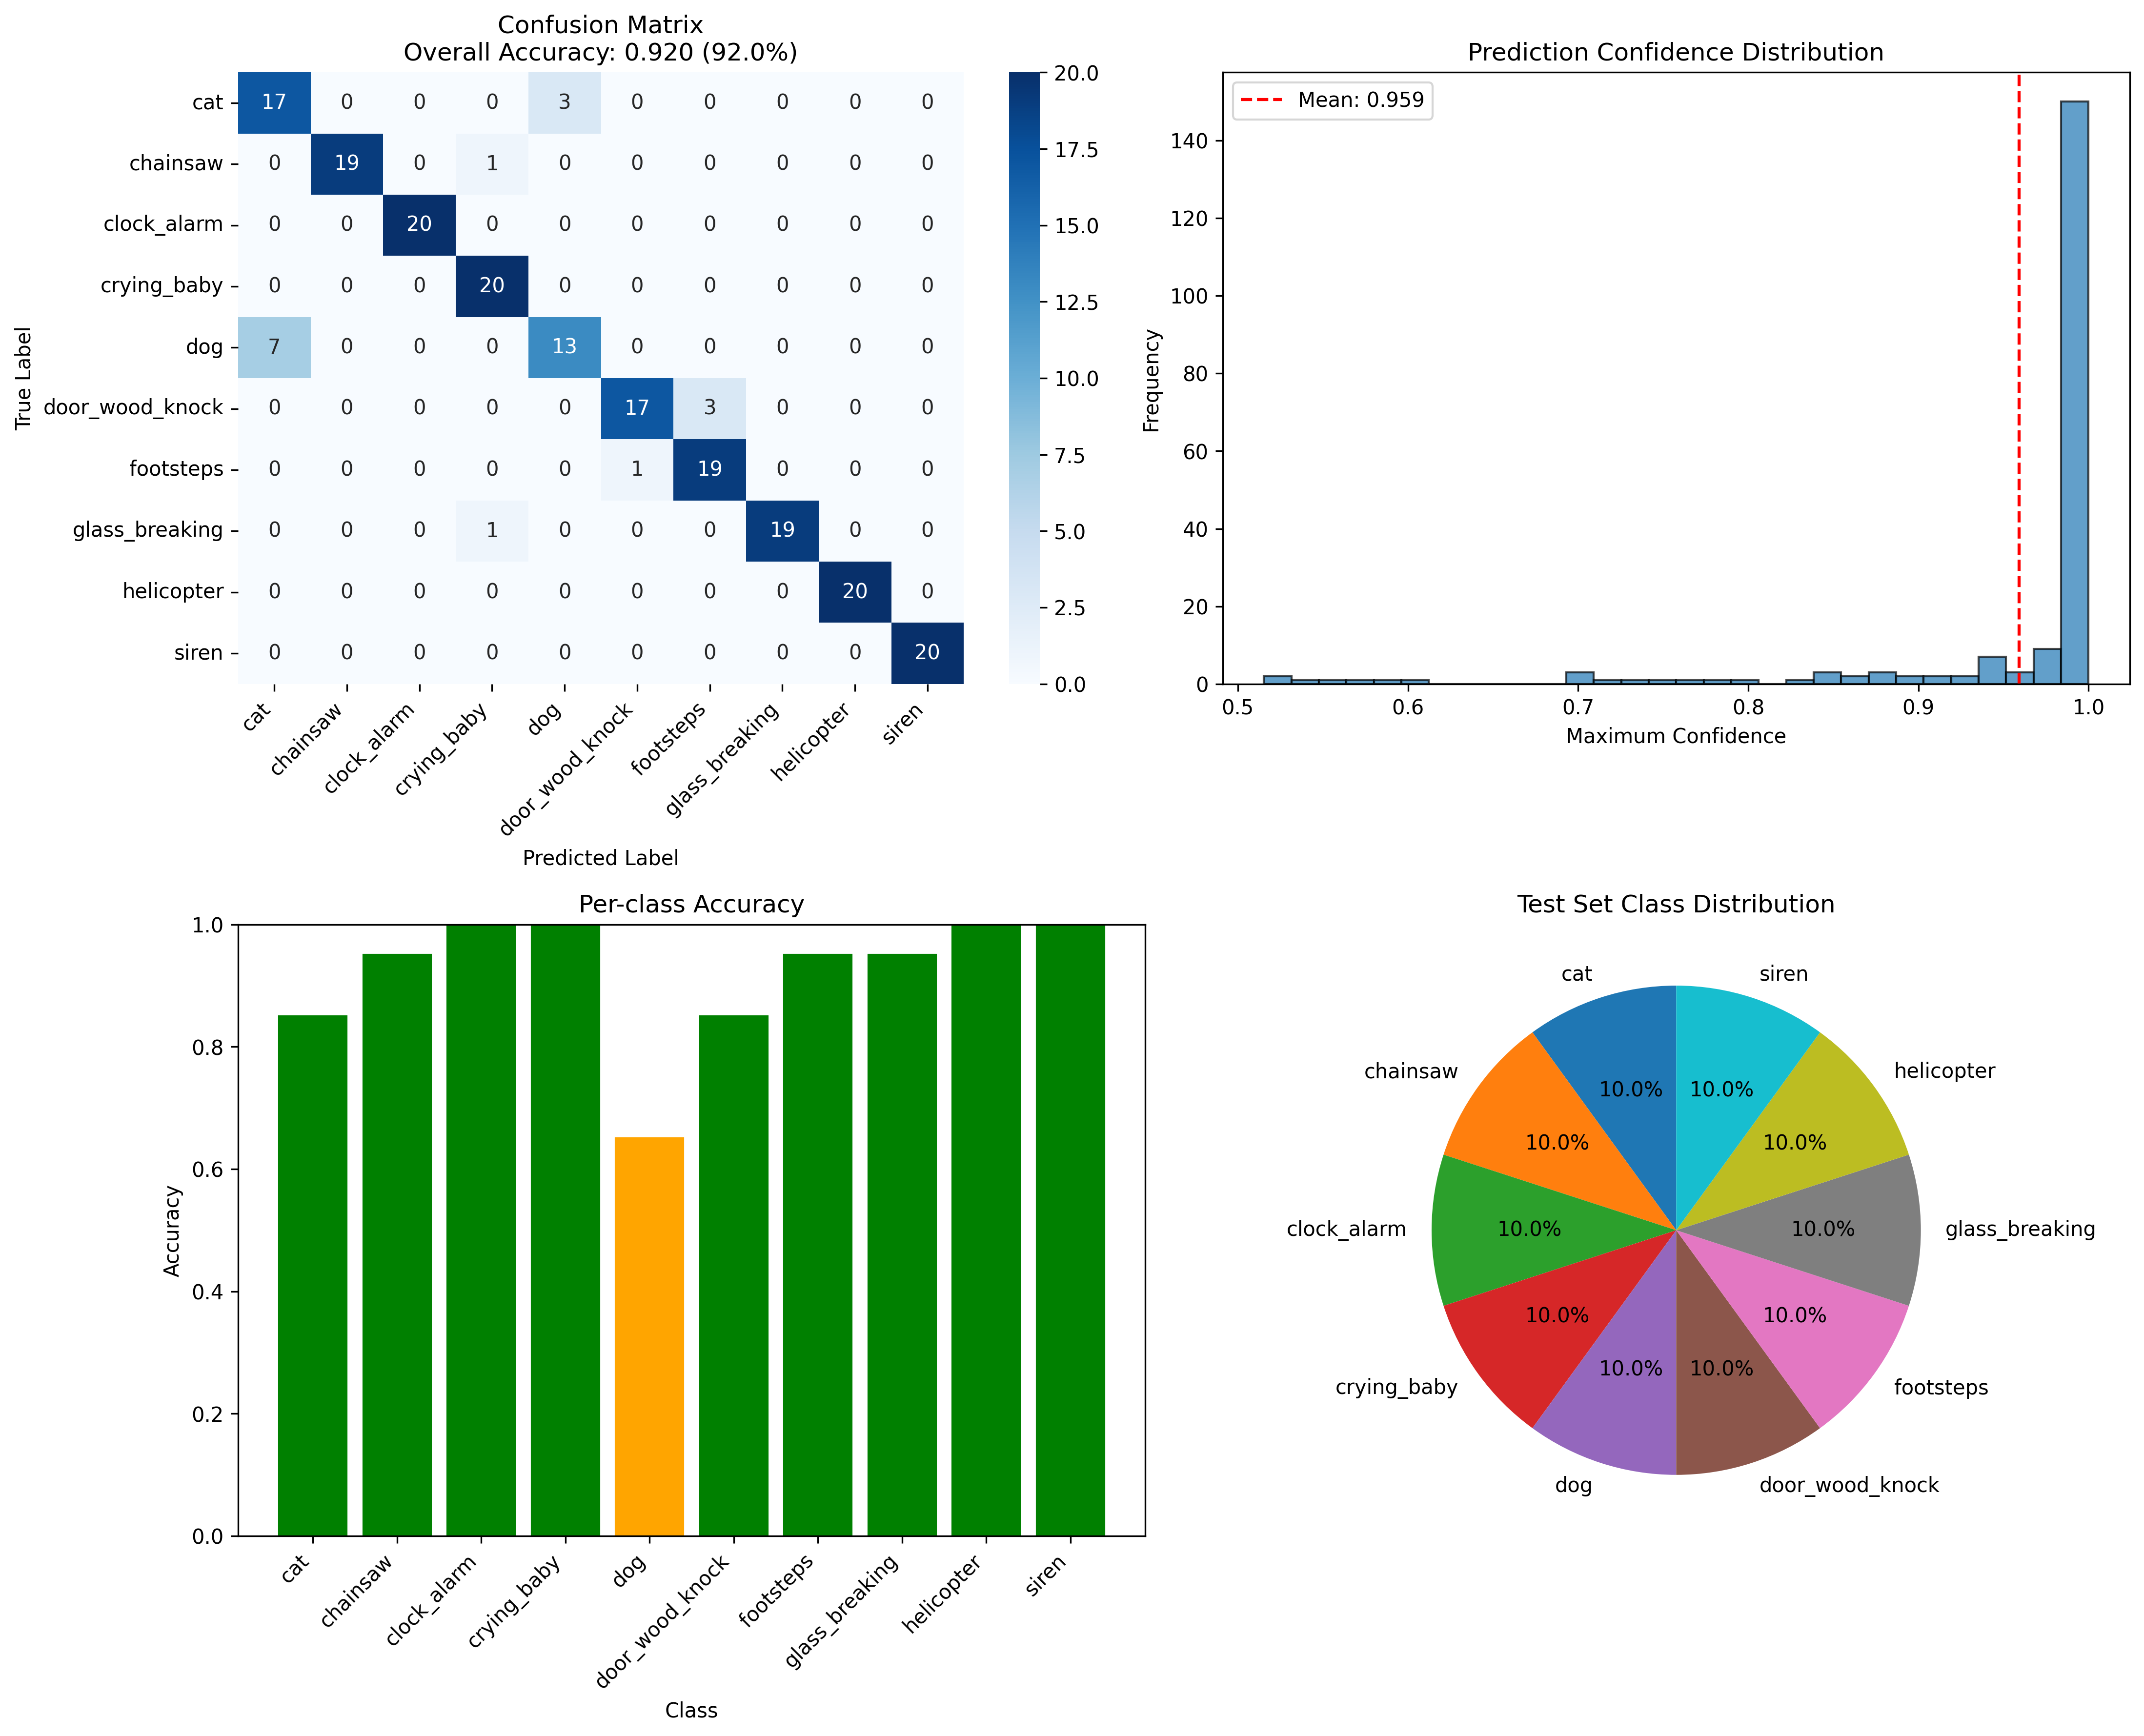 Confusion Matrix
Overall Accuracy: 0.920 (92.0%)
True Label
cat 17 0 0 0 3 0 0 0 0 0
chainsaw 0 19 0 1 0 0 0 0 0 0
clock_alarm 0 0 20 0 0 0 0 0 0 0
crying_baby 0 0 0 20 0 0 0 0 0 0
dog 7 0 0 0 13 0 0 0 0 0
door_wood_knock 0 0 0 0 0 17 3 0 0 0
footsteps 0 0 0 0 0 1 19 0 0 0
glass_breaking 0 0 0 1 0 0 0 19 0 0
helicopter 0 0 0 0 0 0 0 0 20 0
siren 0 0 0 0 0 0 0 0 0 20
cat chainsaw clock_alarm crying_baby dog door_wood_knock footsteps glass_breaking helicopter siren
Predicted Label
20.0
17.5
15.0
12.5
10.0
7.5
5.0
2.5
0.0
Prediction Confidence Distribution
Mean: 0.959
Frequency
140
120
100
80
60
40
20
0
0.5 0.6 0.7 0.8 0.9 1.0
Maximum Confidence
Per-class Accuracy
Accuracy
1.0
0.8
0.6
0.4
0.2
0.0
cat chainsaw clock_alarm crying_baby dog door_wood_knock footsteps glass_breaking helicopter siren
Class
Test Set Class Distribution
cat 10.0%
chainsaw 10.0%
clock_alarm 10.0%
crying_baby 10.0%
dog 10.0%
door_wood_knock 10.0%
footsteps 10.0%
glass_breaking 10.0%
helicopter 10.0%
siren 10.0%